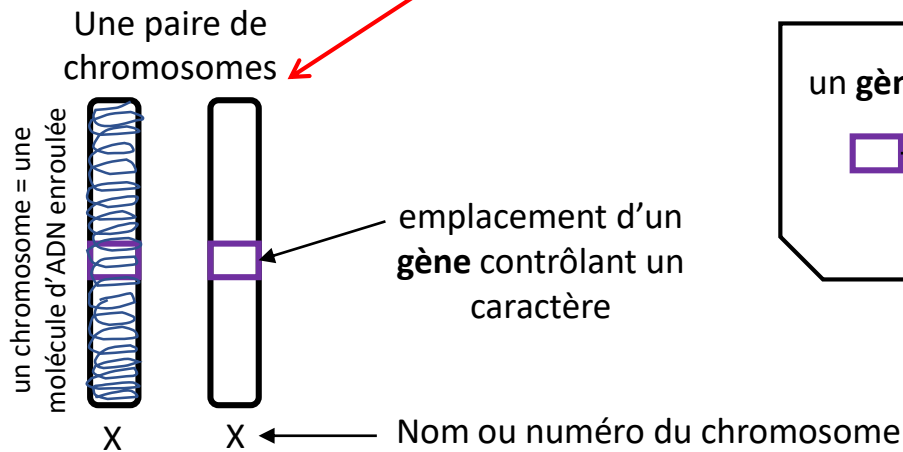 Une paire de
chromosomes
un chromosome = une
molécule d'ADN enroulée
emplacement d'un
gène contrôlant un
caractère
X
X
Nom ou numéro du chromosome
un